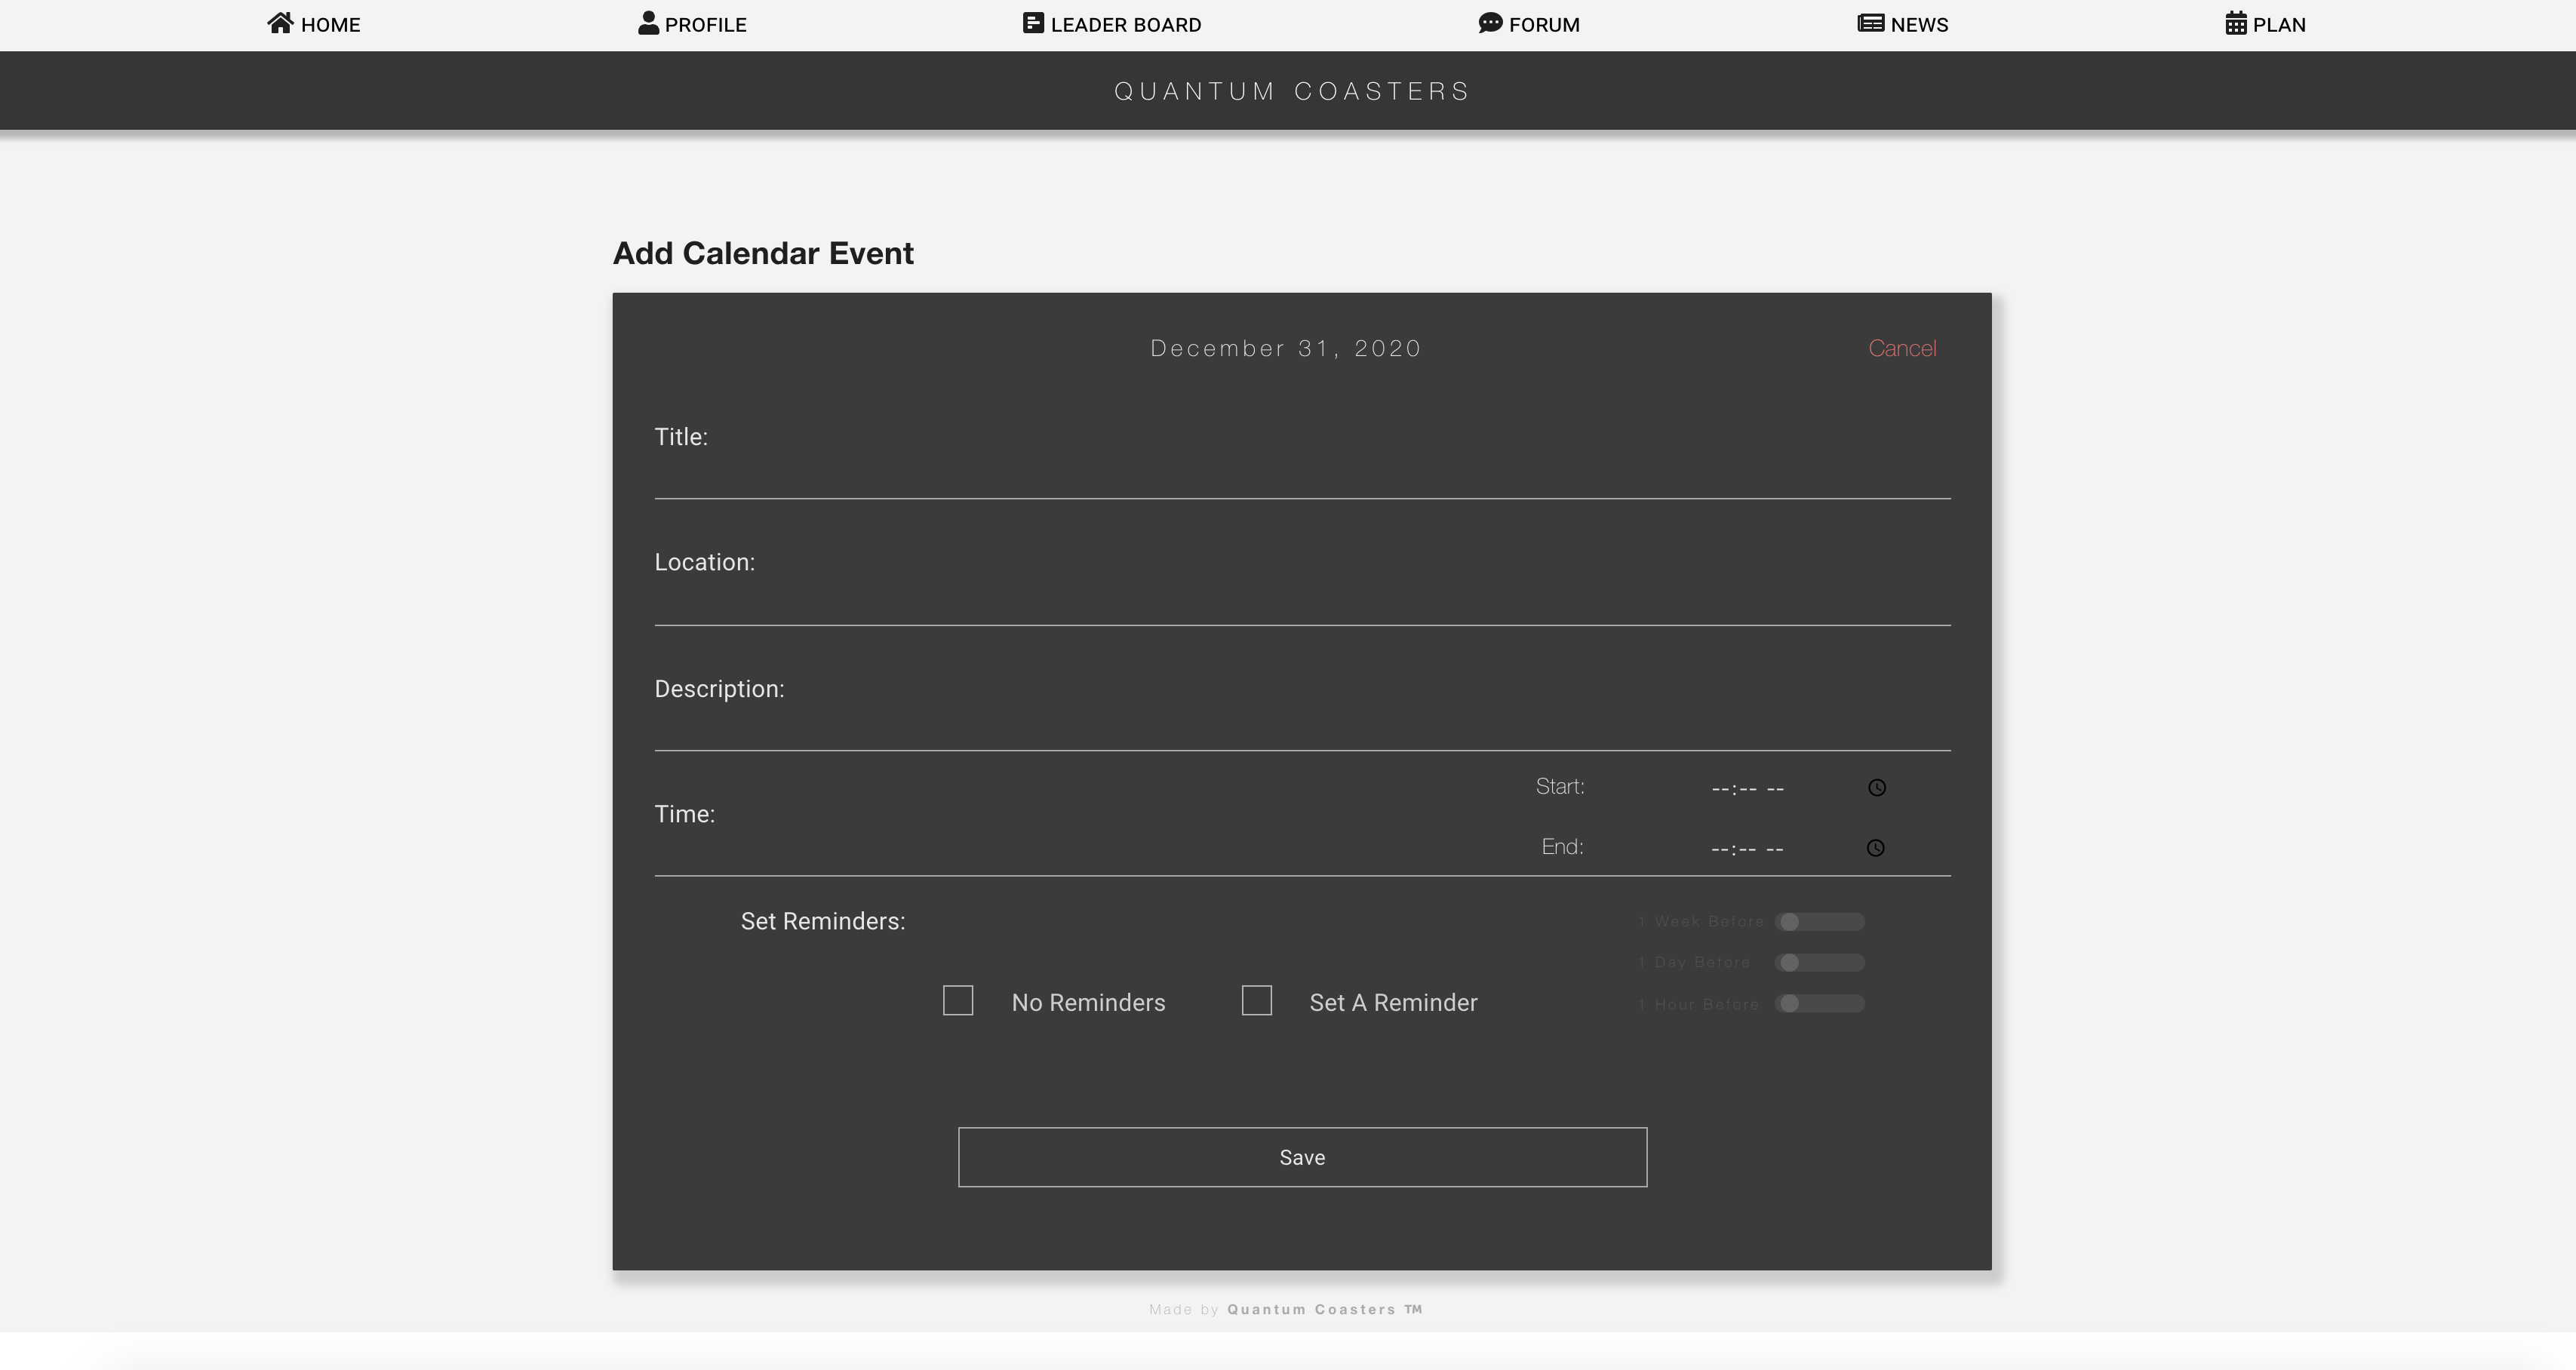 HOME PROFILE LEADER BOARD FORUM NEWS PLAN
QUANTUM COASTERS
Add Calendar Event
December 31, 2020 Cancel
Title:
Location:
Description:
Start: --:-- --
Time:
End: --:-- --
Set Reminders:
1 Week Before
1 Day Before
No Reminders Set A Reminder 1 Hour Before
Save
Made by Quantum Coasters ™